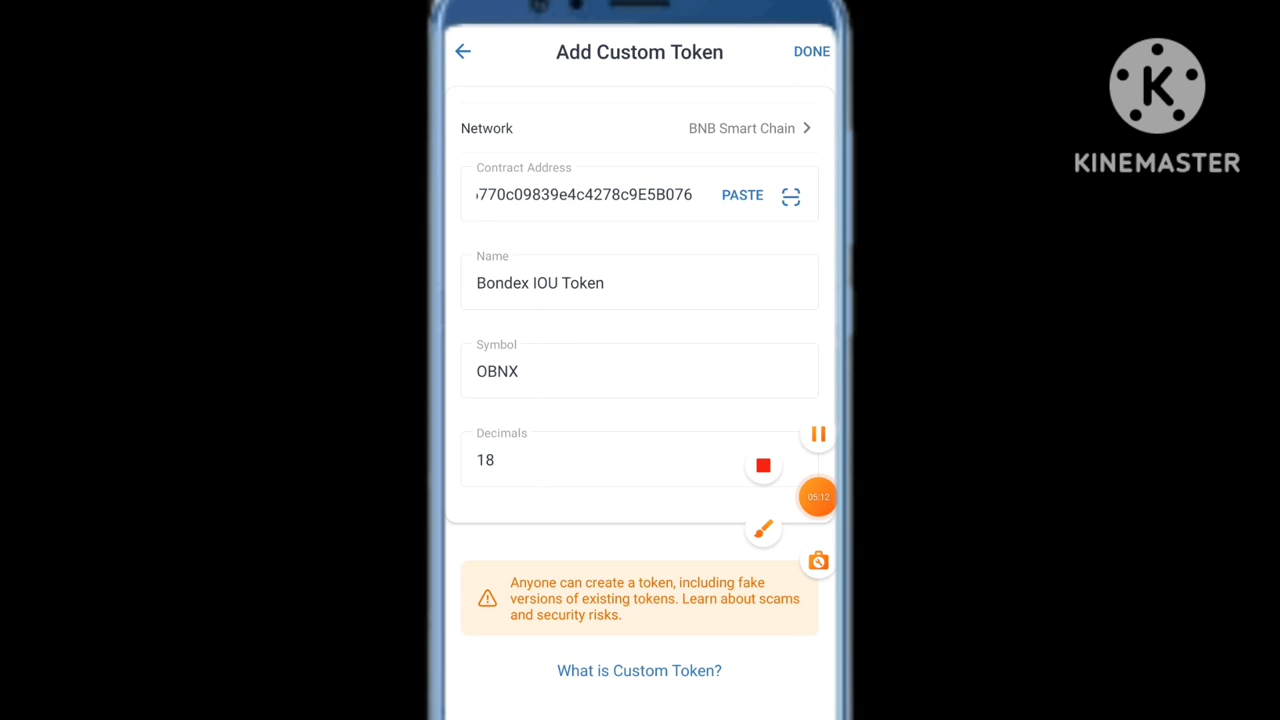 Add Custom Token
DONE
Network
BNB Smart Chain
Contract Address
770c09839e4c4278c9E5B076
PASTE
Name
Bondex IOU Token
Symbol
OBNX
Decimals
18
05:12
Anyone can create a token, including fake
versions of existing tokens. Learn about scams
and security risks.
What is Custom Token?
K
KINEMASTER